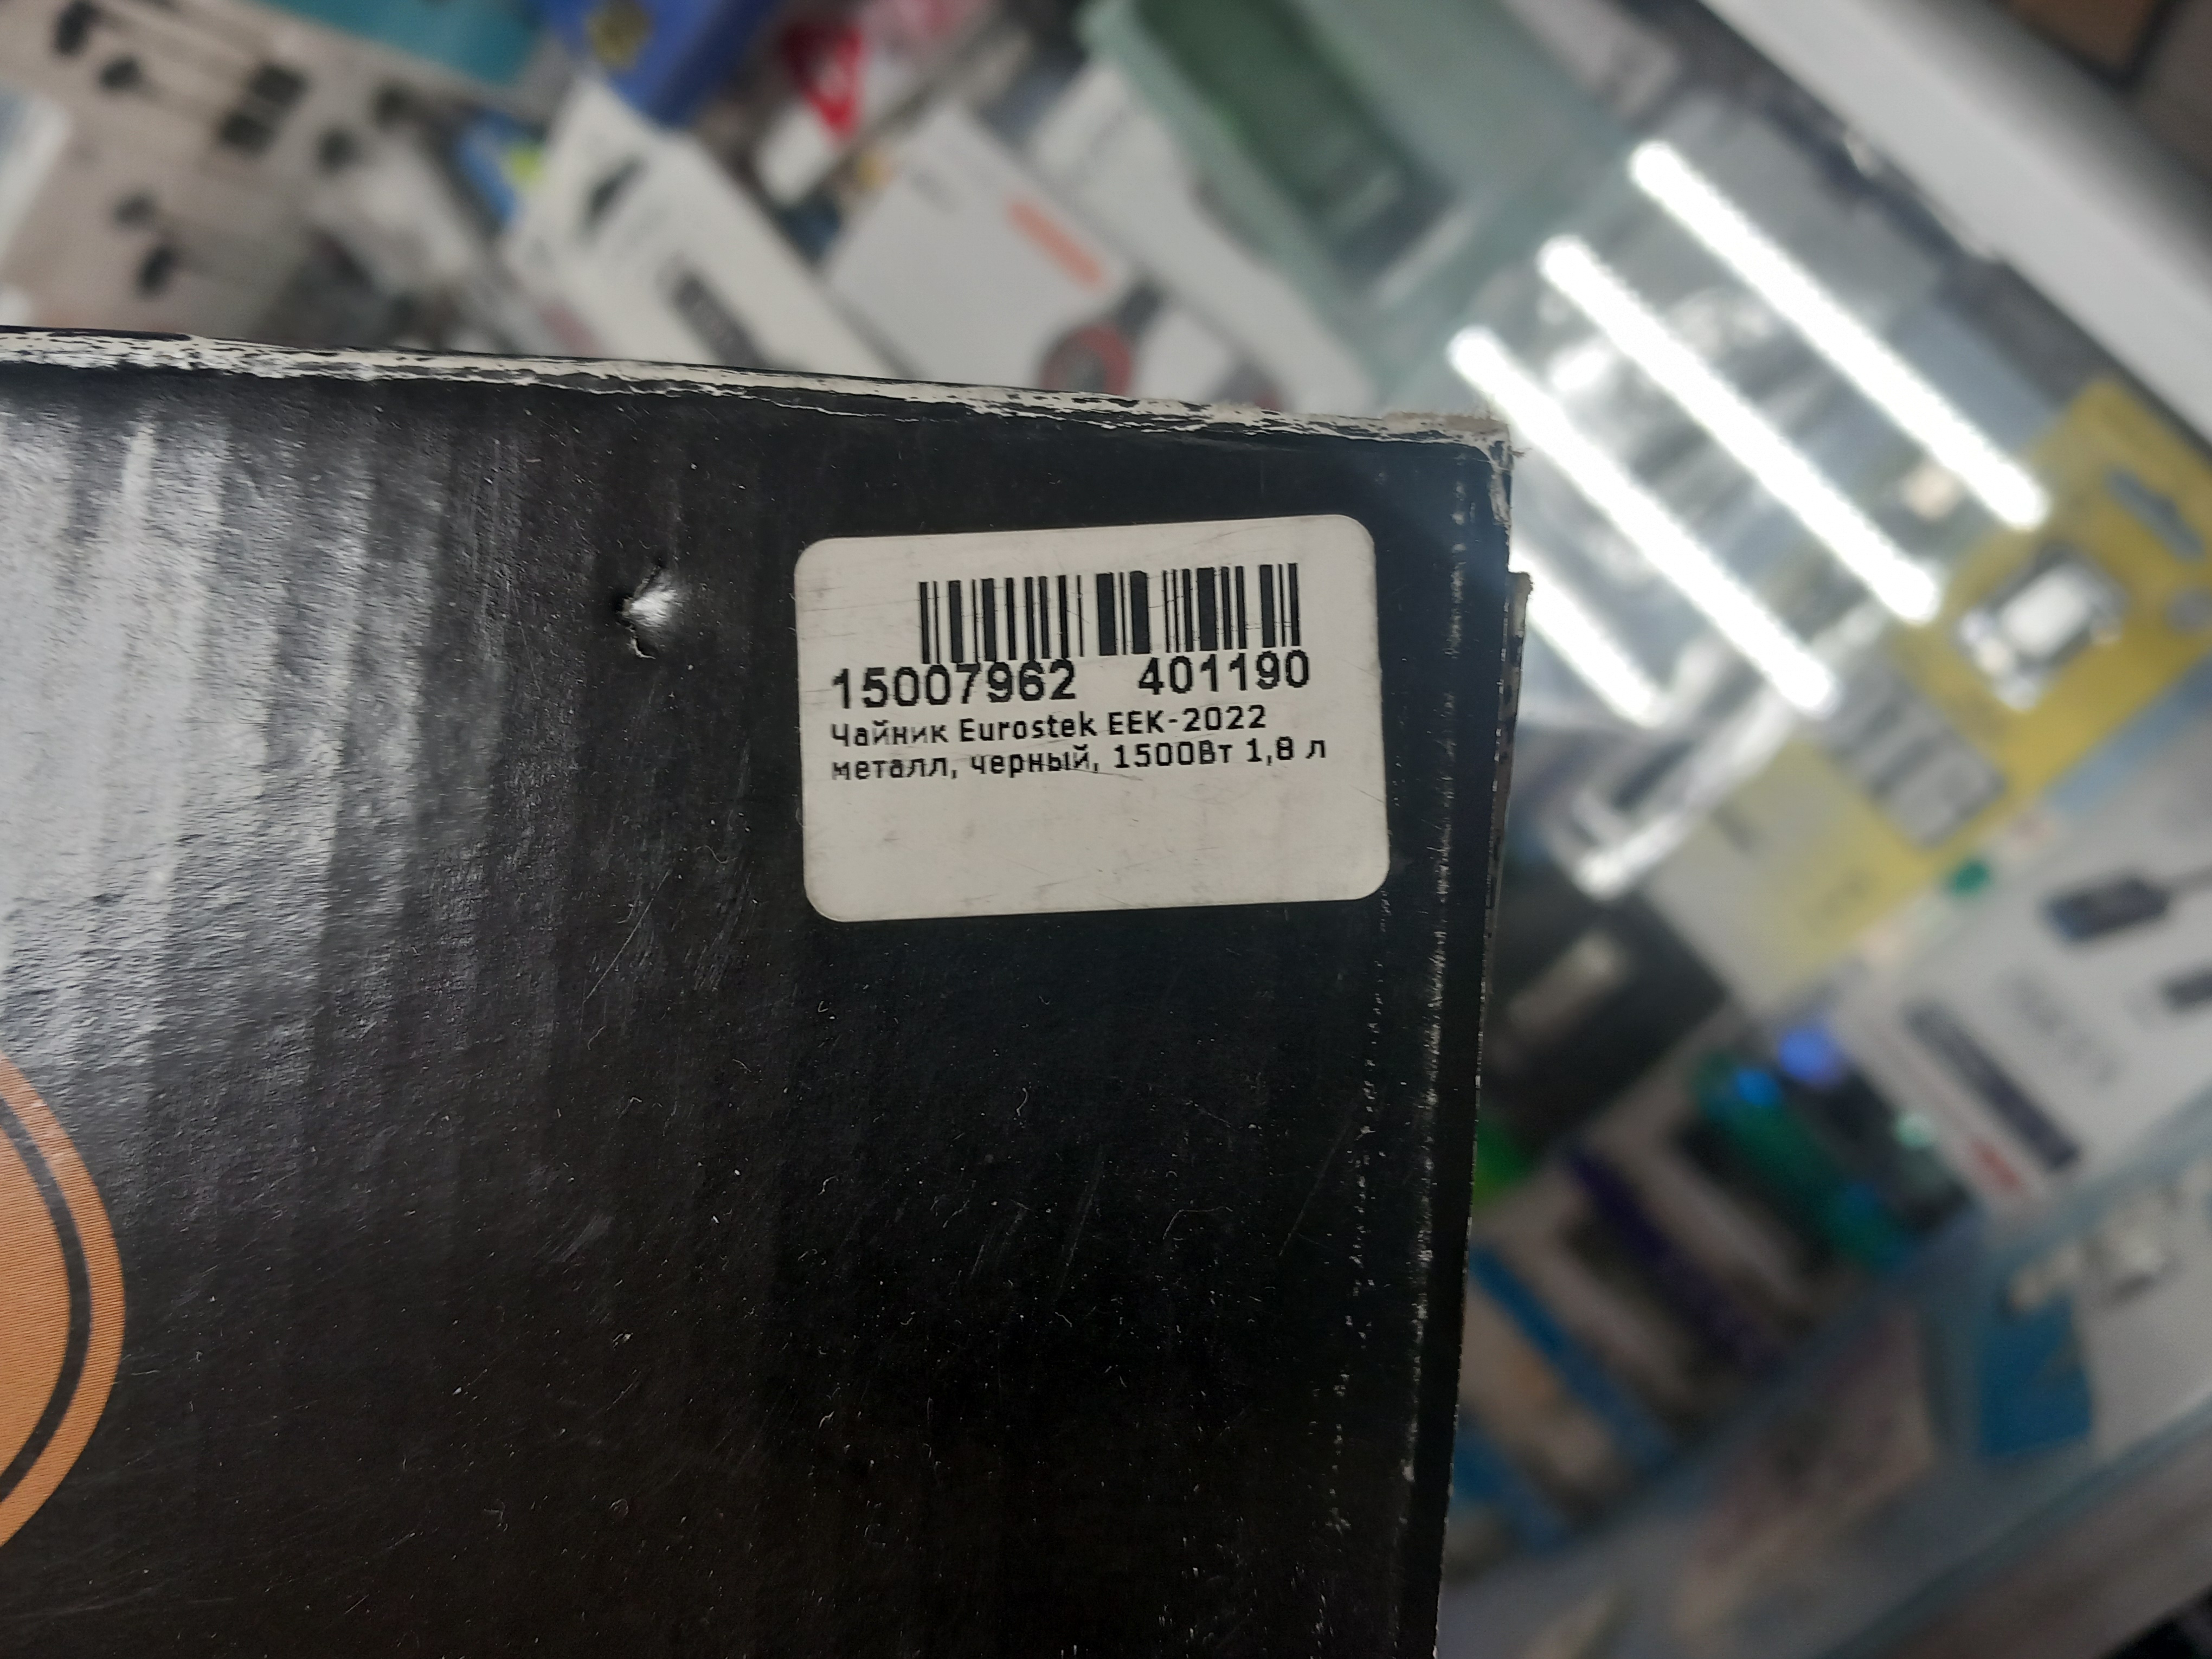 15007962 401190
Чайник Eurostek EEK-2022
металл, черный, 1500Вт 1,8 л